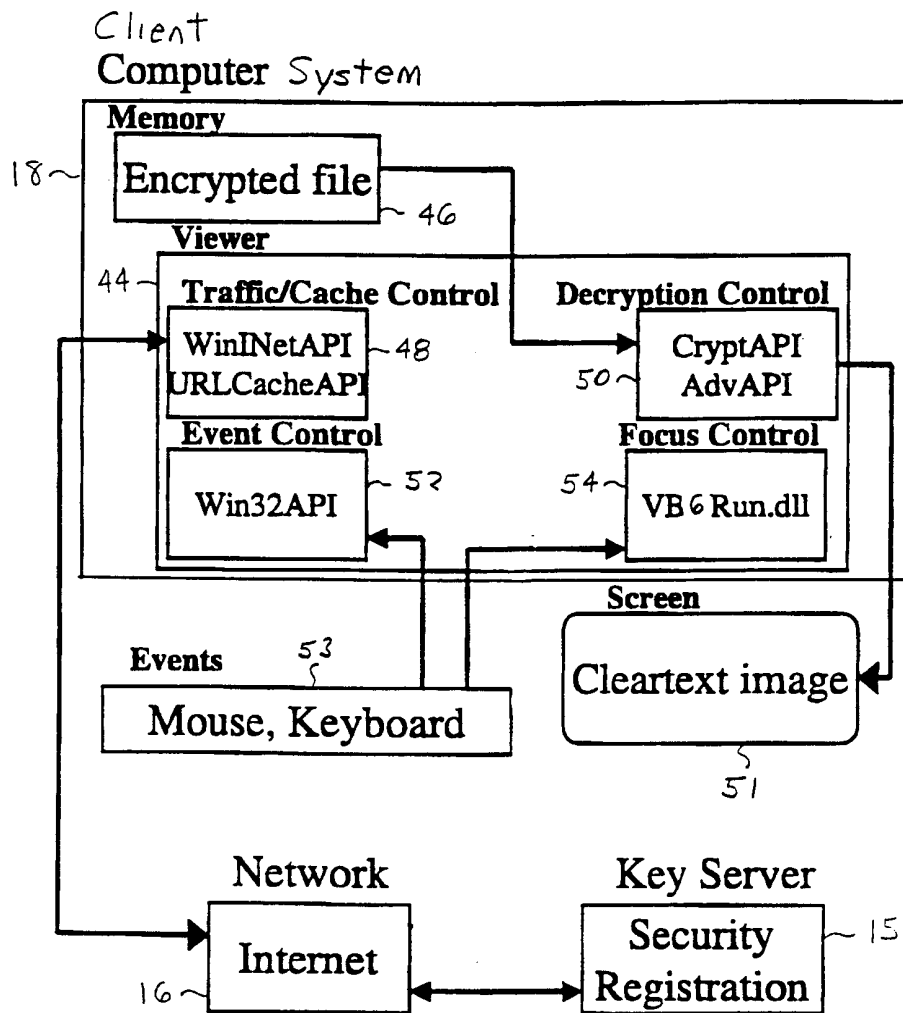 Client
Computer System
Memory
18
Encrypted file
46
Viewer
44
Traffic/Cache Control
Decryption Control
WinINetAPI
URLCacheAPI
48
50
CryptAPI
AdvAPI
Event Control
Focus Control
Win32API
52
54
VB6Run.dll
Screen
Events
53
Mouse, Keyboard
Cleartext image
51
Network
Key Server
Internet
16
Security
Registration
15